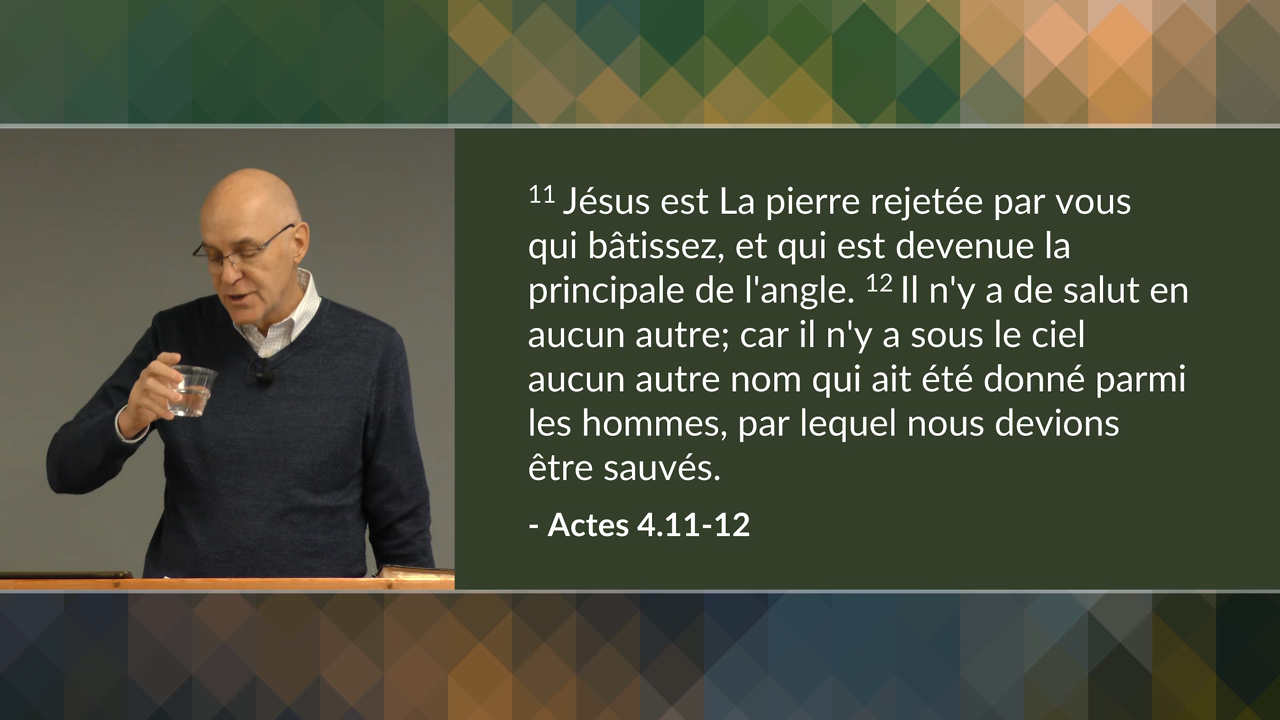 11 Jésus est La pierre rejetée par vous
qui bâtissez, et qui est devenue la
principale de l'angle. 12 Il n'y a de salut en
aucun autre; car il n'y a sous le ciel
aucun autre nom qui ait été donné parmi
les hommes, par lequel nous devions
être sauvés.
- Actes 4.11-12